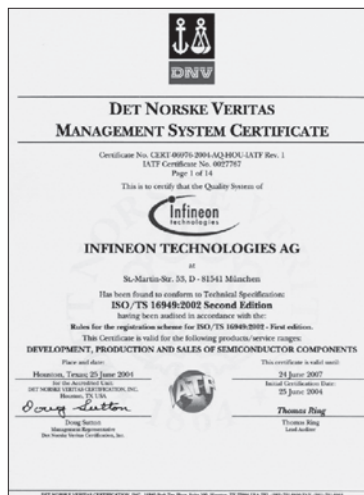 DNV
DET NORSKE VERITAS
MANAGEMENT SYSTEM CERTIFICATE
Certificate No. CERT-06976-2004-AQ-HOU-IATF Rev. 1
IATF Certificate No. 0027767
Page 1 of 14
This is to certify that the Quality System of
Infineon
technologies
INFINEON TECHNOLOGIES AG
at
St.-Martin-Str. 53, D - 81541 München
Has been found to conform to Technical Specification:
ISO/TS 16949:2002 Second Edition
having been audited in accordance with the:
Rules for the registration scheme for ISO/TS 16949:2002 - First edition.
This Certificate is valid for the following products/service ranges:
DEVELOPMENT, PRODUCTION AND SALES OF SEMICONDUCTOR COMPONENTS
Place and date: This certificate is valid until:
Houston, Texas; 25 June 2004 24 June 2007
for the Accredited Unit: Initial Certification Date:
DET NORSKE VERITAS CERTIFICATION, INC. 25 June 2004
Houston, TX USA
IATF
Doug Sutton Thomas Ring
Doug Sutton Thomas Ring
Management Representative Lead Auditor
Det Norske Veritas Certification, Inc.
DET NORSKE VERITAS CERTIFICATION, INC.